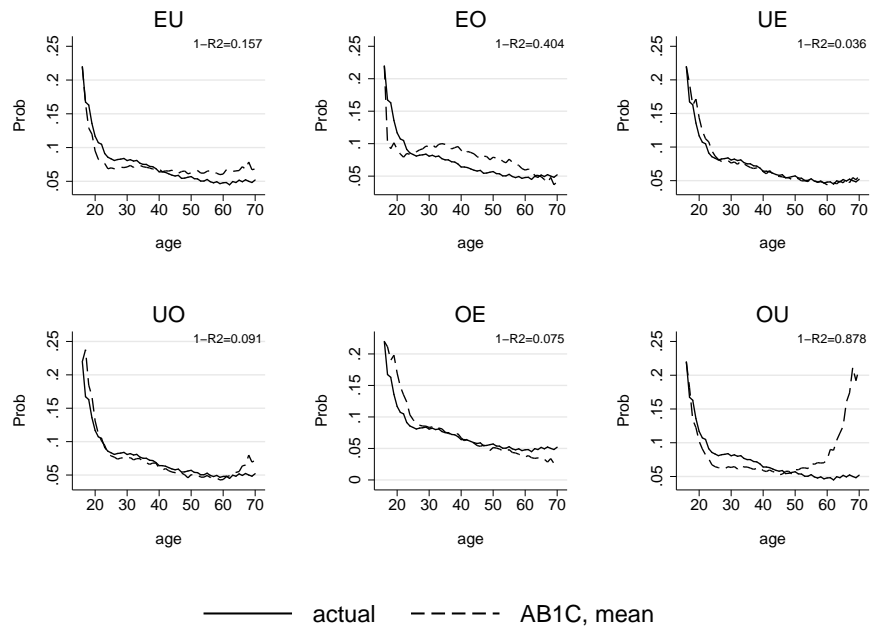 EU
1−R2=0.157
.25
.2
.15
.1
.05
Prob
20 30 40 50 60 70
age
EO
1−R2=0.404
.25
.2
.15
.1
.05
Prob
20 30 40 50 60 70
age
UE
1−R2=0.036
.25
.2
.15
.1
.05
Prob
20 30 40 50 60 70
age
UO
1−R2=0.091
.25
.2
.15
.1
.05
Prob
20 30 40 50 60 70
age
OE
1−R2=0.075
.2
.15
.1
.05
0
Prob
20 30 40 50 60 70
age
OU
1−R2=0.878
.25
.2
.15
.1
.05
Prob
20 30 40 50 60 70
age
actual AB1C, mean